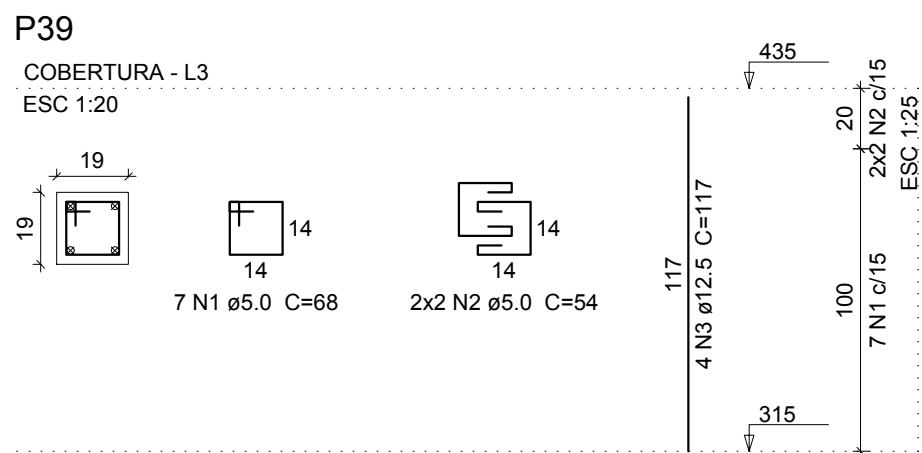 P39
COBERTURA - L3
ESC 1:20
19
19
14
14
7 N1 ø5.0 C=68
14
14
2x2 N2 ø5.0 C=54
117
4 N3 ø12.5 C=117
435
315
20
2x2 N2 c/15
100
7 N1 c/15
ESC 1:25